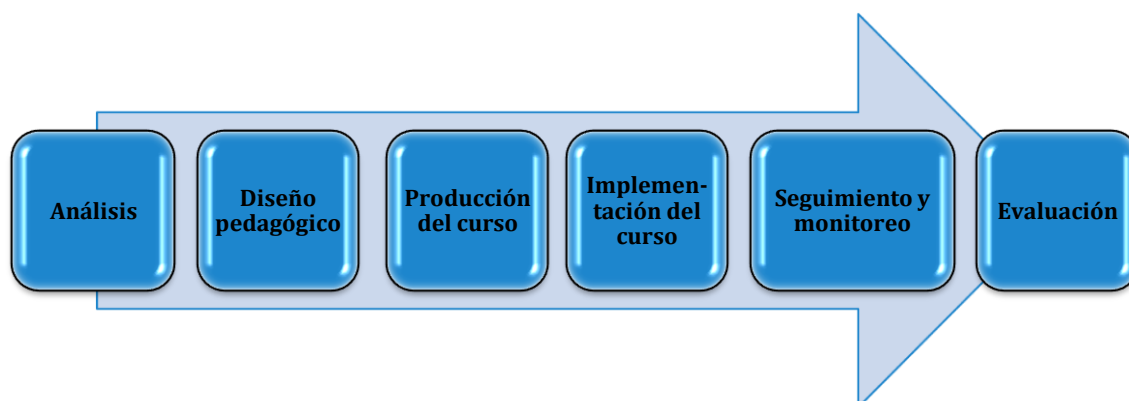 Análisis
Diseño
pedagógico
Producción
del curso
Implemen-
tación del
curso
Seguimiento y
monitoreo
Evaluación